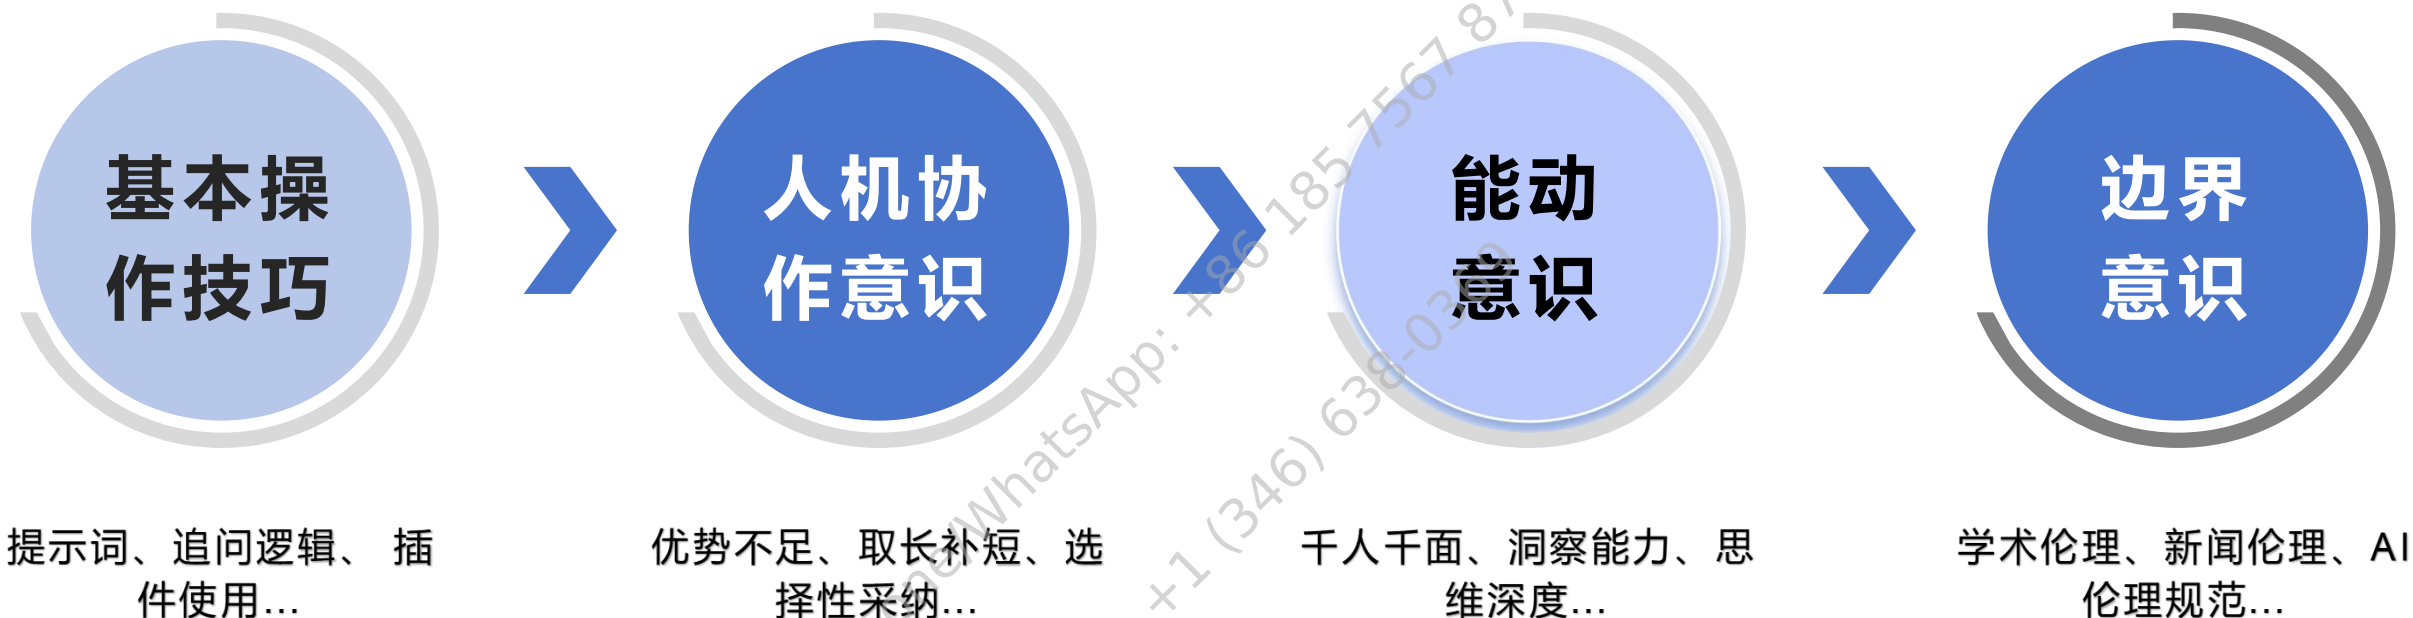 基本操
作技巧
人机协
作意识
能动
意识
边界
意识
提示词、追问逻辑、 插
件使用...
优势不足、取长补短、选
择性采纳...
千人千面、洞察能力、思
维深度...
学术伦理、新闻伦理、AI
伦理规范...
ne/WhatsApp: +86 185 7567 87
+1 (346) 638-0369